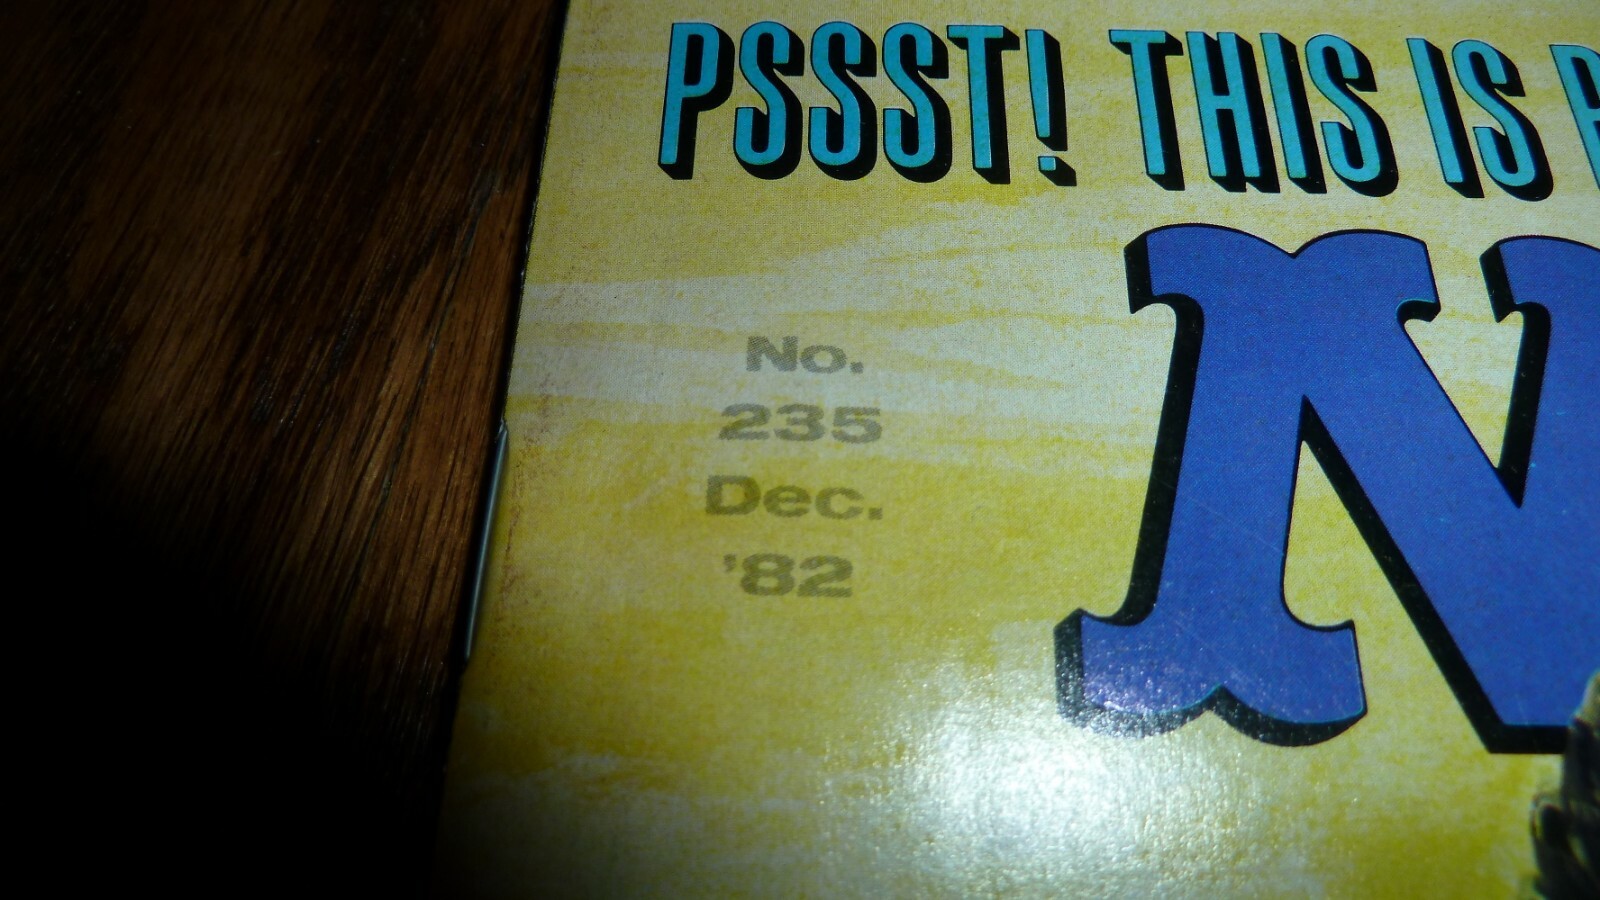 PSSST! THIS IS
No.
235
Dec.
'82